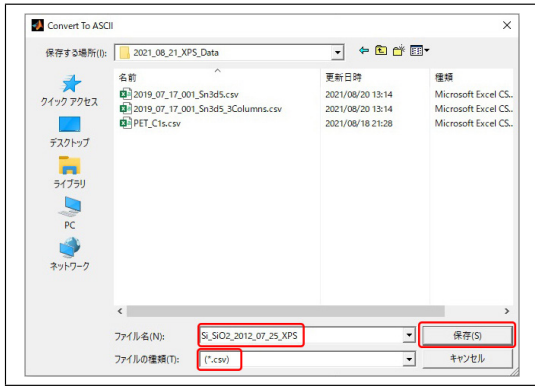 Convert To ASCII
保存する場所(I):
2021_08_21_XPS_Data
名前
更新日時
種類
2019_07_17_001_Sn3d5.csv
2021/08/20 13:14
Microsoft Excel CS...
2019_07_17_001_Sn3d5_3Columns.csv
2021/08/20 13:14
Microsoft Excel CS...
PET_C1s.csv
2021/08/18 21:28
Microsoft Excel CS...
クイック アクセス
デスクトップ
ライブラリ
PC
ネットワーク
ファイル名(N):
Si_SiO2_2012_07_25_XPS
保存(S)
ファイルの種類(T):
(*.csv)
キャンセル